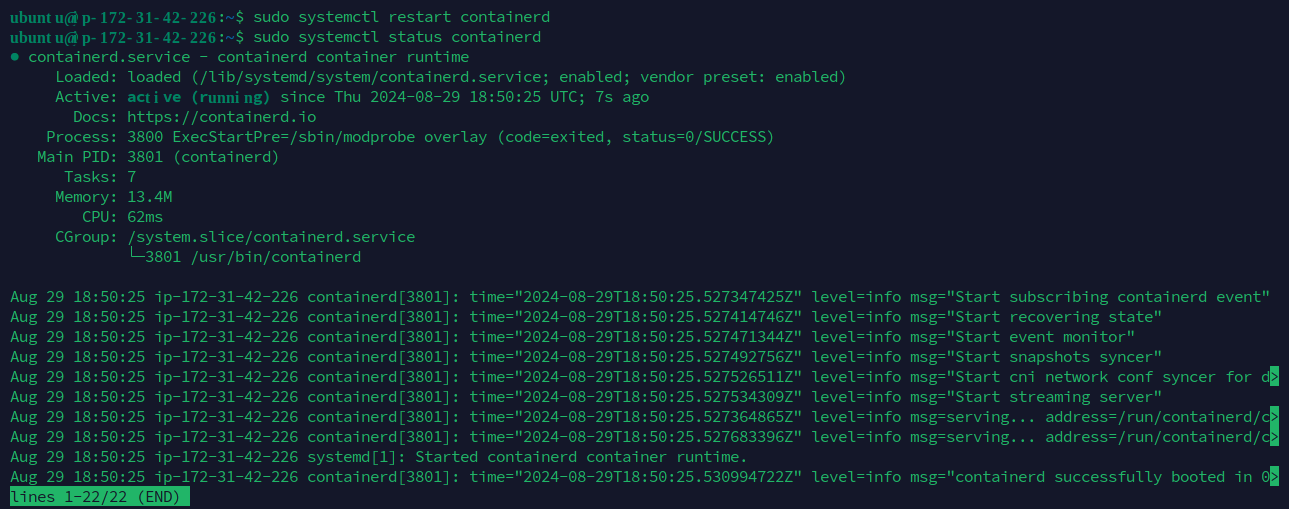 ubuntu@ip-172-31-42-226:~$ sudo systemctl restart containerd
ubuntu@ip-172-31-42-226:~$ sudo systemctl status containerd
● containerd.service - containerd container runtime
     Loaded: loaded (/lib/systemd/system/containerd.service; enabled; vendor preset: enabled)
     Active: active (running) since Thu 2024-08-29 18:50:25 UTC; 7s ago
       Docs: https://containerd.io
    Process: 3800 ExecStartPre=/sbin/modprobe overlay (code=exited, status=0/SUCCESS)
   Main PID: 3801 (containerd)
      Tasks: 7
     Memory: 13.4M
        CPU: 62ms
     CGroup: /system.slice/containerd.service
             └─3801 /usr/bin/containerd
Aug 29 18:50:25 ip-172-31-42-226 containerd[3801]: time="2024-08-29T18:50:25.527347425Z" level=info msg="Start subscribing containerd event"
Aug 29 18:50:25 ip-172-31-42-226 containerd[3801]: time="2024-08-29T18:50:25.527414746Z" level=info msg="Start recovering state"
Aug 29 18:50:25 ip-172-31-42-226 containerd[3801]: time="2024-08-29T18:50:25.527471344Z" level=info msg="Start event monitor"
Aug 29 18:50:25 ip-172-31-42-226 containerd[3801]: time="2024-08-29T18:50:25.527492756Z" level=info msg="Start snapshots syncer"
Aug 29 18:50:25 ip-172-31-42-226 containerd[3801]: time="2024-08-29T18:50:25.527526511Z" level=info msg="Start cni network conf syncer for d>
Aug 29 18:50:25 ip-172-31-42-226 containerd[3801]: time="2024-08-29T18:50:25.527534309Z" level=info msg="Start streaming server"
Aug 29 18:50:25 ip-172-31-42-226 containerd[3801]: time="2024-08-29T18:50:25.527364865Z" level=info msg=serving... address=/run/containerd/c>
Aug 29 18:50:25 ip-172-31-42-226 containerd[3801]: time="2024-08-29T18:50:25.527683396Z" level=info msg=serving... address=/run/containerd/c>
Aug 29 18:50:25 ip-172-31-42-226 systemd[1]: Started containerd container runtime.
Aug 29 18:50:25 ip-172-31-42-226 containerd[3801]: time="2024-08-29T18:50:25.530994722Z" level=info msg="containerd successfully booted in 0>
lines 1-22/22 (END)